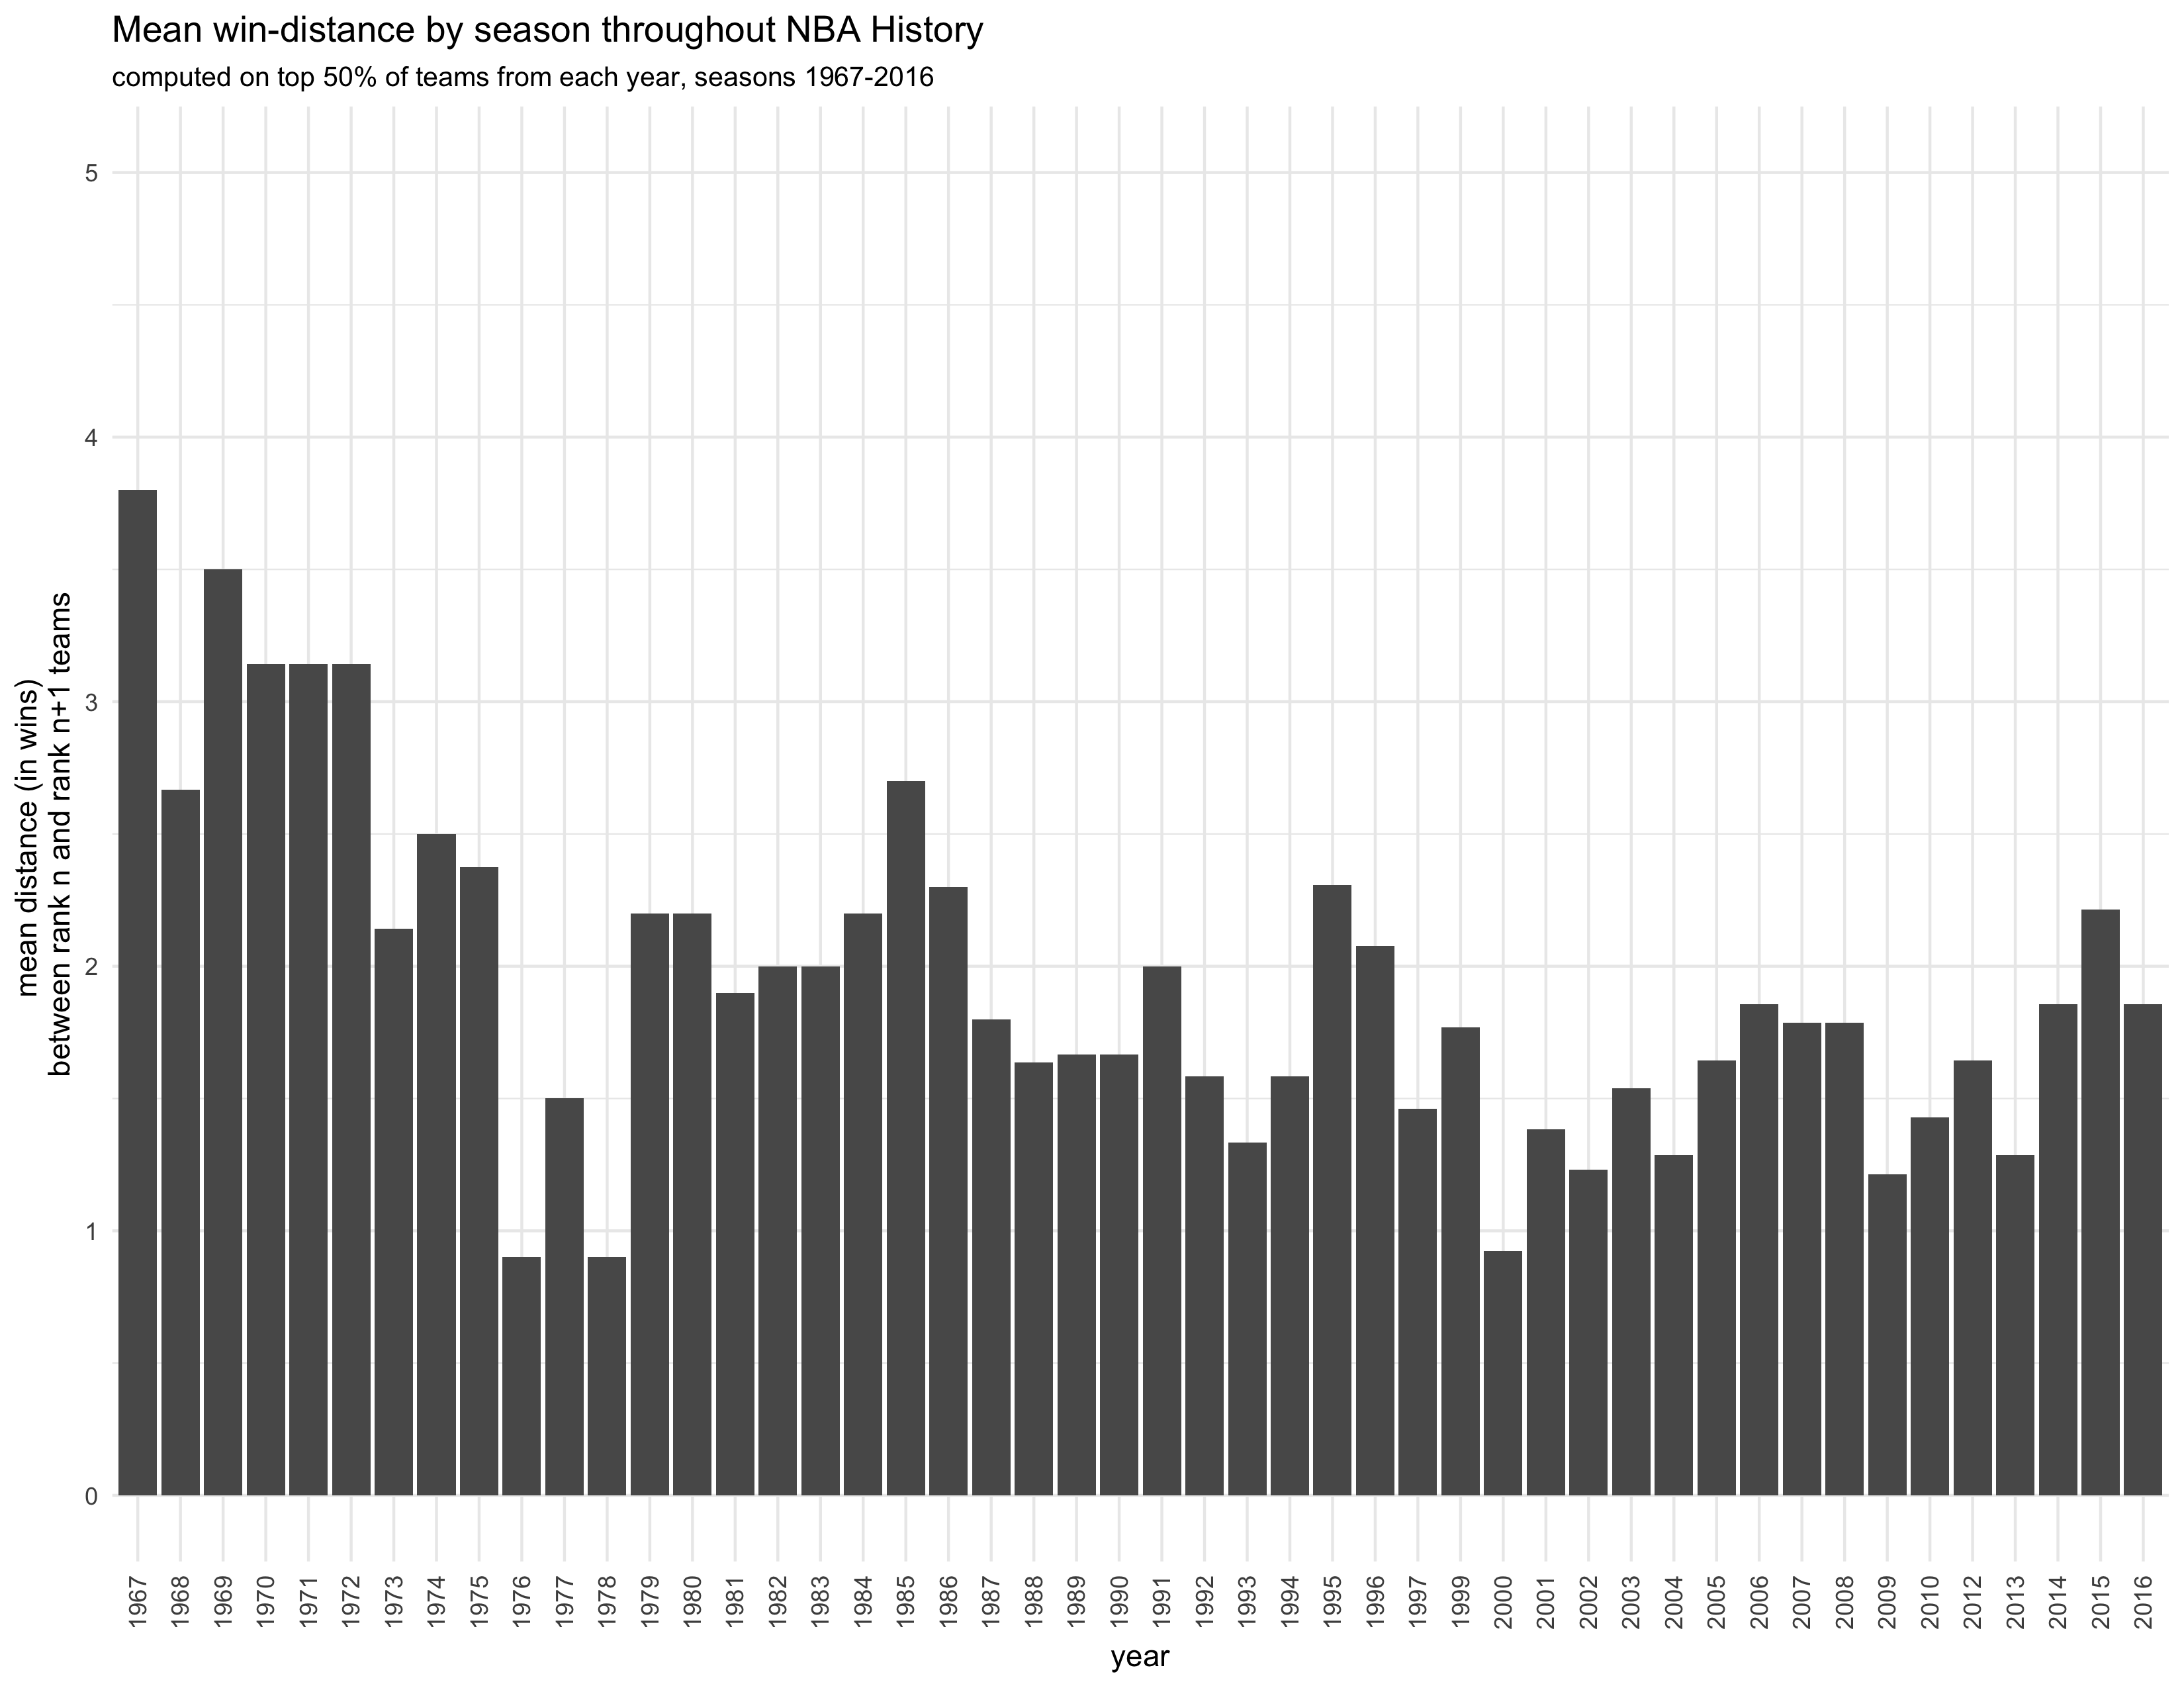 Mean win-distance by season throughout NBA History
computed on top 50% of teams from each year, seasons 1967-2016
mean distance (in wins)
between rank n and rank n+1 teams
5
4
3
2
1
0
1967 1968 1969 1970 1971 1972 1973 1974 1975 1976 1977 1978 1979 1980 1981 1982 1983 1984 1985 1986 1987 1988 1989 1990 1991 1992 1993 1994 1995 1996 1997 1999 2000 2001 2002 2003 2004 2005 2006 2007 2008 2009 2010 2012 2013 2014 2015 2016
year